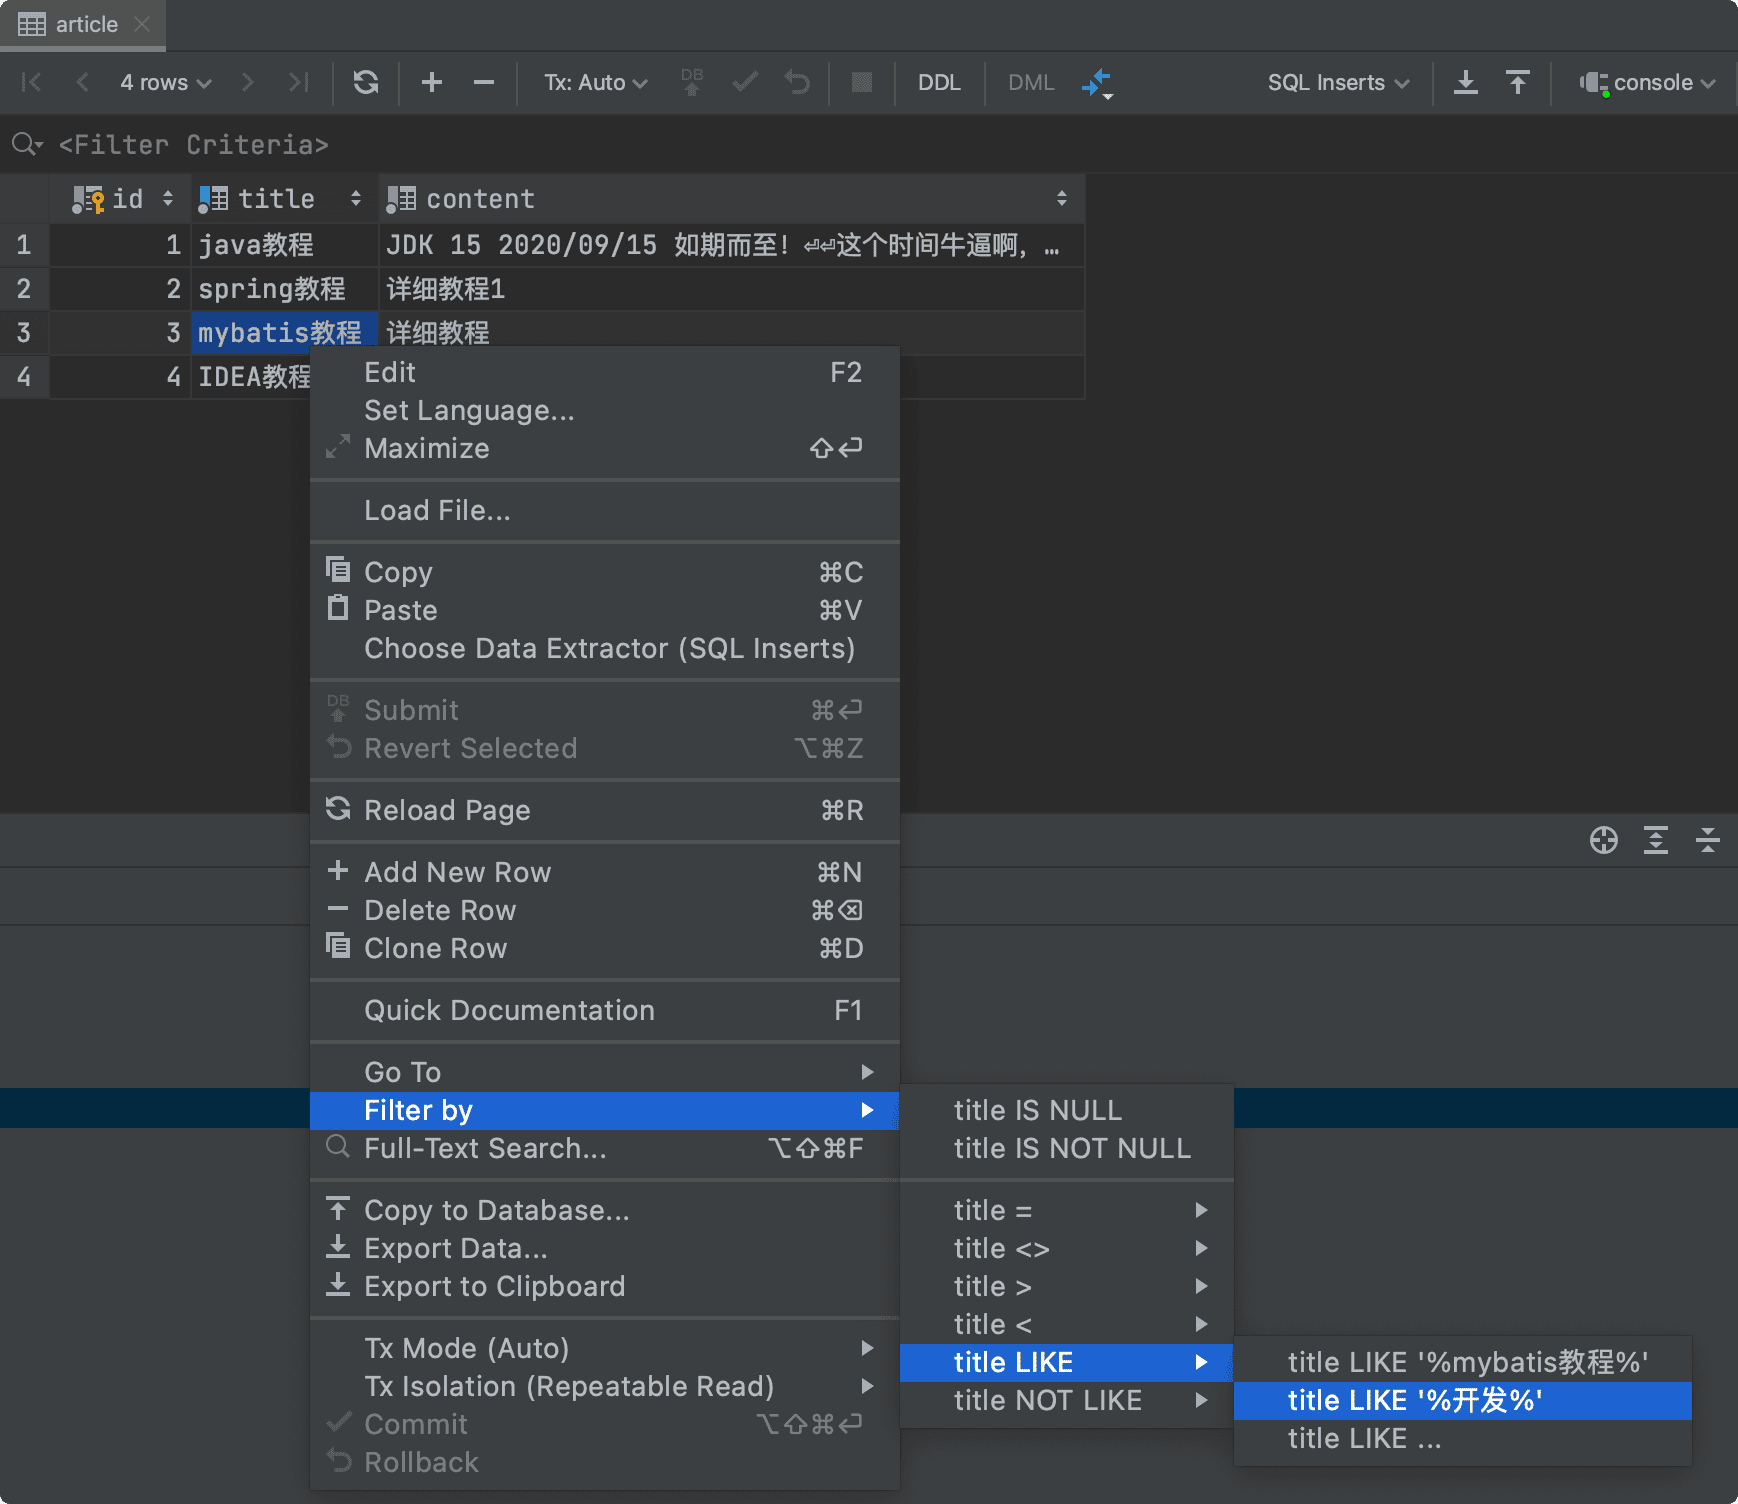 article
4 rows
Tx: Auto
DB
DDL
DML
SQL Inserts
console
<Filter Criteria>
id title content
1 1 java教程 JDK 15 2020/09/15 如期而至！⏎⏎这个时间牛逼啊，…
2 2 spring教程 详细教程1
3 3 mybatis教程 详细教程
4 4 IDEA教程
Edit F2
Set Language...
Maximize ⇧⏎
Load File...
Copy ⌘C
Paste ⌘V
Choose Data Extractor (SQL Inserts)
DB Submit ⌘⏎
Revert Selected ⌥⌘Z
Reload Page ⌘R
Add New Row ⌘N
Delete Row ⌘⌫
Clone Row ⌘D
Quick Documentation F1
Go To
Filter by
Full-Text Search... ⌥⇧⌘F
Copy to Database...
Export Data...
Export to Clipboard
Tx Mode (Auto)
Tx Isolation (Repeatable Read)
Commit ⌥⇧⌘⏎
Rollback
title IS NULL
title IS NOT NULL
title =
title <>
title >
title <
title LIKE
title NOT LIKE
title LIKE '%mybatis教程%'
title LIKE '%开发%'
title LIKE ...